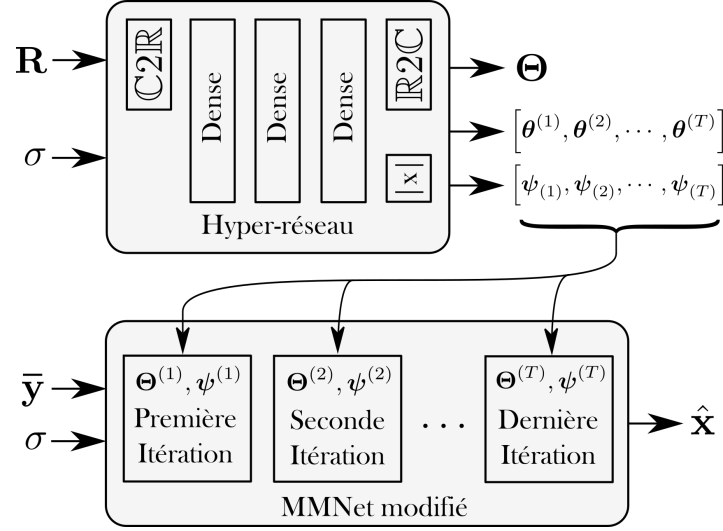 R
σ
ℂ2ℝ
Dense
Dense
Dense
ℝ2ℂ
|x|
Hyper-réseau
Θ
[θ^(1), θ^(2), ⋯, θ^(T)]
[ψ_(1), ψ_(2), ⋯, ψ_(T)]
ȳ
σ
Θ^(1), ψ^(1)
Première
Itération
Θ^(2), ψ^(2)
Seconde
Itération
. . .
Θ^(T), ψ^(T)
Dernière
Itération
x̂
MMNet modifié